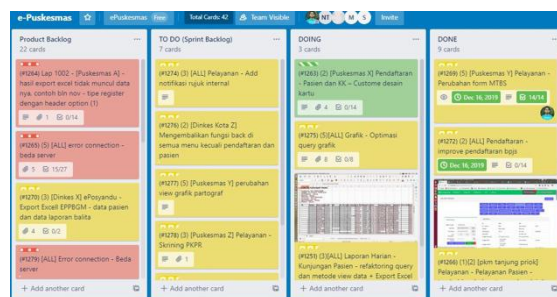 e-Puskesmas
ePuskesmas Free
Total Cards: 42
Team Visible
NT
M
S
Invite
Product Backlog
22 cards
(#1264) Lap 1002 - [Puskesmas A] -
hasil export excel tidak muncul data
nya, contoh bln nov - tipe register
dengan header option (1)
1
0/14
(#1265) (5) [ALL] error connection -
beda server
5
15/27
(#1270) (3) [Dinkes X] ePosyandu -
Export Excell EPPBGM - data pasien
dan data laporan balita
4
0/2
(#1279) [ALL] Error connection - Beda
server
+ Add another card
TO DO (Sprint Backlog)
7 cards
(#1274) (3) [ALL] Pelayanan - Add
notifikasi rujuk internal
(#1276) (2) [Dinkes Kota Z]
Mengembalikan fungsi back di
semua menu kecuali pendaftaran dan
pasien
(#1277) (5) [Puskesmas Y] perubahan
view grafik partograf
(#1278) (3) [Puskesmas Z] Pelayanan -
Skrining PKPR
1
+ Add another card
DOING
3 cards
(#1263) (2) [Puskesmas X] Pendaftaran
- Pasien dan KK – Custome desain
kartu
4
0/14
(#1275) (5)[ALL] Grafik - Optimasi
query grafik
8
0/8
(#1251) (3)[ALL] Laporan Harian -
Kunjungan Pasien - refaktoring query
dan metode view data + Export Excel
+ Add another card
DONE
9 cards
(#1269) (5) [Puskesmas Y] Pelayanan -
Perubahan form MTBS
Dec 16, 2019
14/14
(#1272) (2) [ALL] Pendaftaran -
improve pendaftaran bpjs
Dec 16, 2019
0/14
(#1266) (1)(2) [pkm tanjung priok]
Pelayanan - Pelayanan Pasien -
+ Add another card